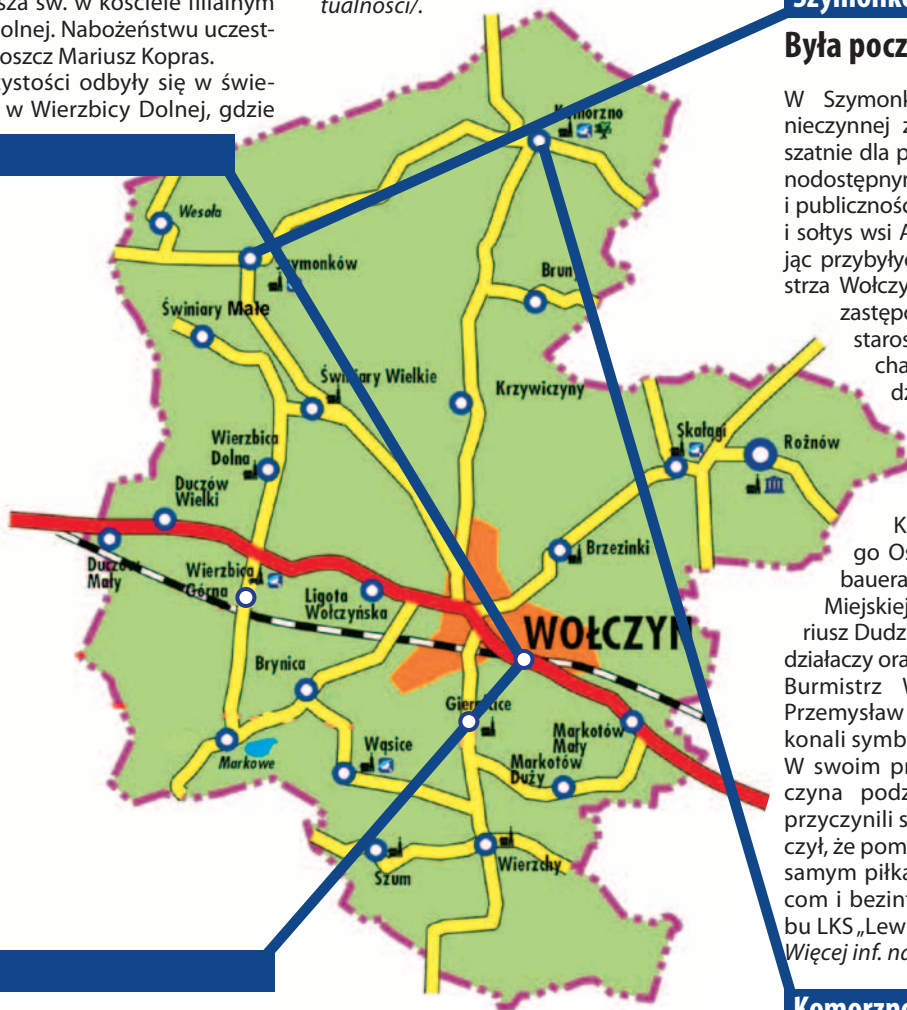 sza św. w kościele filialnym
olnej. Nabożeństwu uczest-
oszcz Mariusz Kopras.
zystości odbyły się w świe-
w Wierzbicy Dolnej, gdzie
tualności/.
Była pocz
W Szymonk
nieczynnej z
szatnie dla p
nodostępnym
i publicznośc
i sołtys wsi A
jąc przybyłyc
strza Wołczy
zastępc
staros
cha
dz
K
go Os
bauera
Miejskiej
riusz Dudz
działaczy ora
Burmistrz W
Przemysław
konali symb
W swoim pr
czyna podz
przyczynili s
czył, że pom
samym piłka
com i bezint
bu LKS „Lew
Więcej inf. na
Komorzno
Wesoła
Szymonków
Bruny
Świniary Małe
Świniary Wielkie
Krzywiczyny
Wierzbica
Dolna
Skałągi
Rożnów
Duczów
Wielki
Duczów
Mały
Wierzbica
Górna
Ligota
Wołczyńska
Brzezinki
WOŁCZYN
Brynica
Gierałcice
Markowe
Wąsice
Markotów
Mały
Markotów
Duży
Szum
Wierzchy